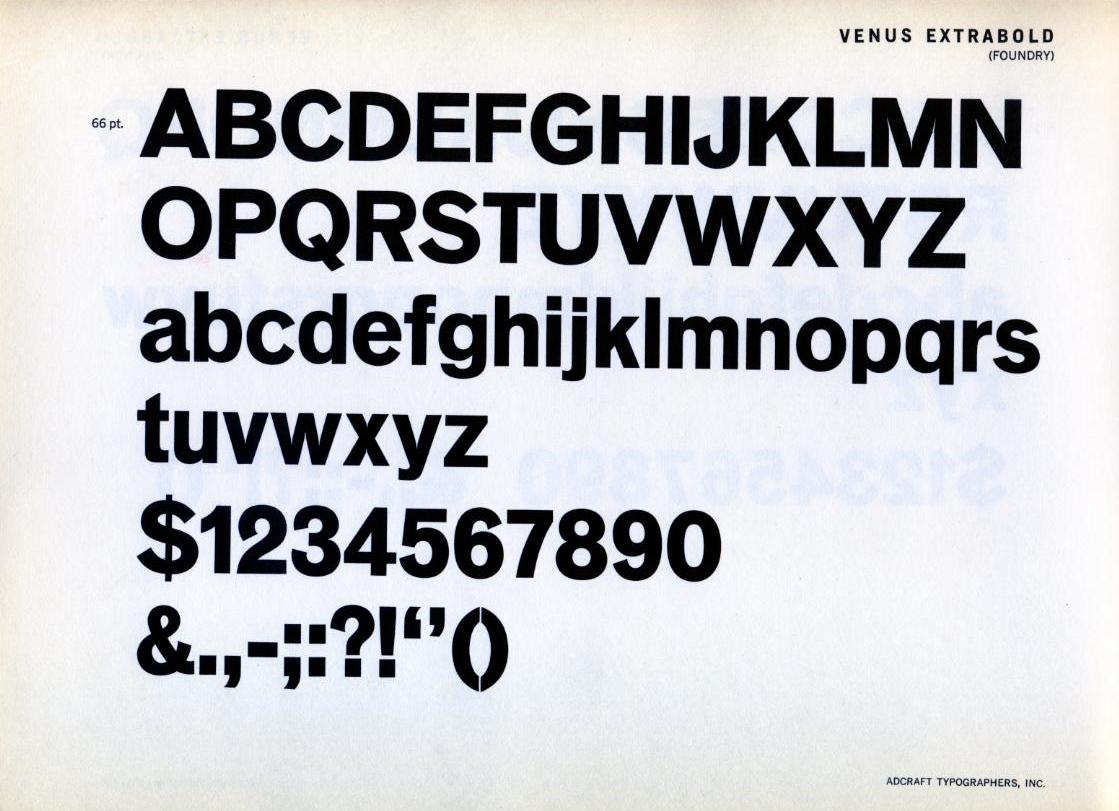 VENUS EXTRABOLD
(FOUNDRY)
66 pt.
ABCDEFGHIJKLMN
OPQRSTUVWXYZ
abcdefghijklmnopqrs
tuvwxyz
$1234567890
&.,-;:?!‘’()
ADCRAFT TYPOGRAPHERS, INC.